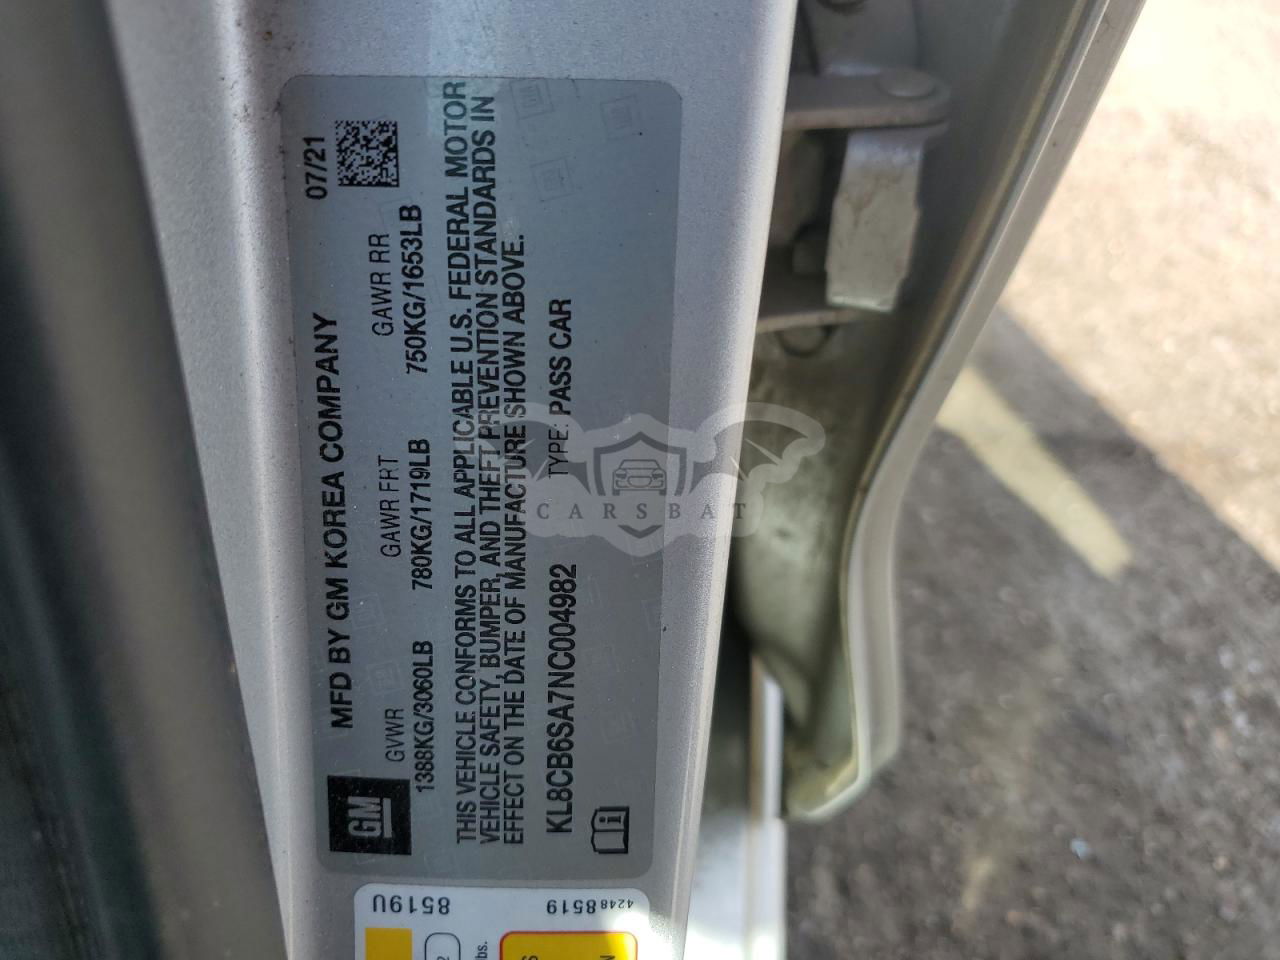 MFD BY GM KOREA COMPANY 07/21
GM
GVWR GAWR FRT GAWR RR
1388KG/3060LB 780KG/1719LB 750KG/1653LB
THIS VEHICLE CONFORMS TO ALL APPLICABLE U.S. FEDERAL MOTOR
VEHICLE SAFETY, BUMPER, AND THEFT PREVENTION STANDARDS IN
EFFECT ON THE DATE OF MANUFACTURE SHOWN ABOVE.
KL8CB6SA7NC004982 TYPE: PASS CAR
CARSBAT
8519U
42488519